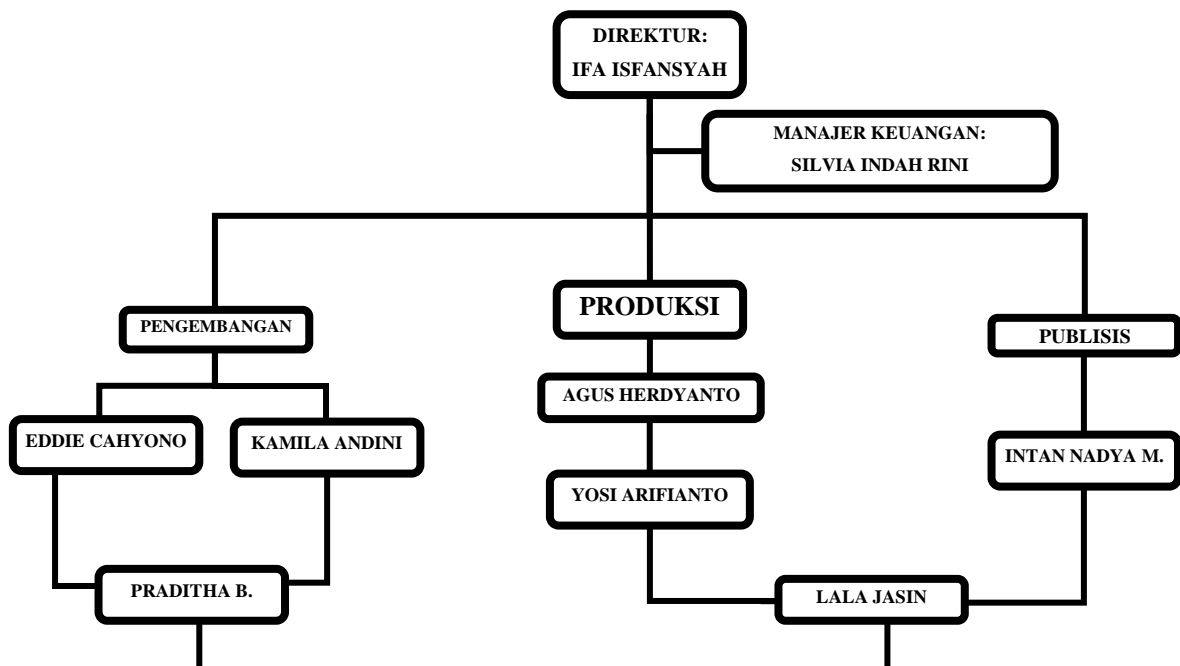 DIREKTUR:
IFA ISFANSYAH
MANAJER KEUANGAN:
SILVIA INDAH RINI
PENGEMBANGAN
PRODUKSI
PUBLISIS
EDDIE CAHYONO
KAMILA ANDINI
AGUS HERDYANTO
INTAN NADYA M.
YOSI ARIFIANTO
PRADITHA B.
LALA JASIN